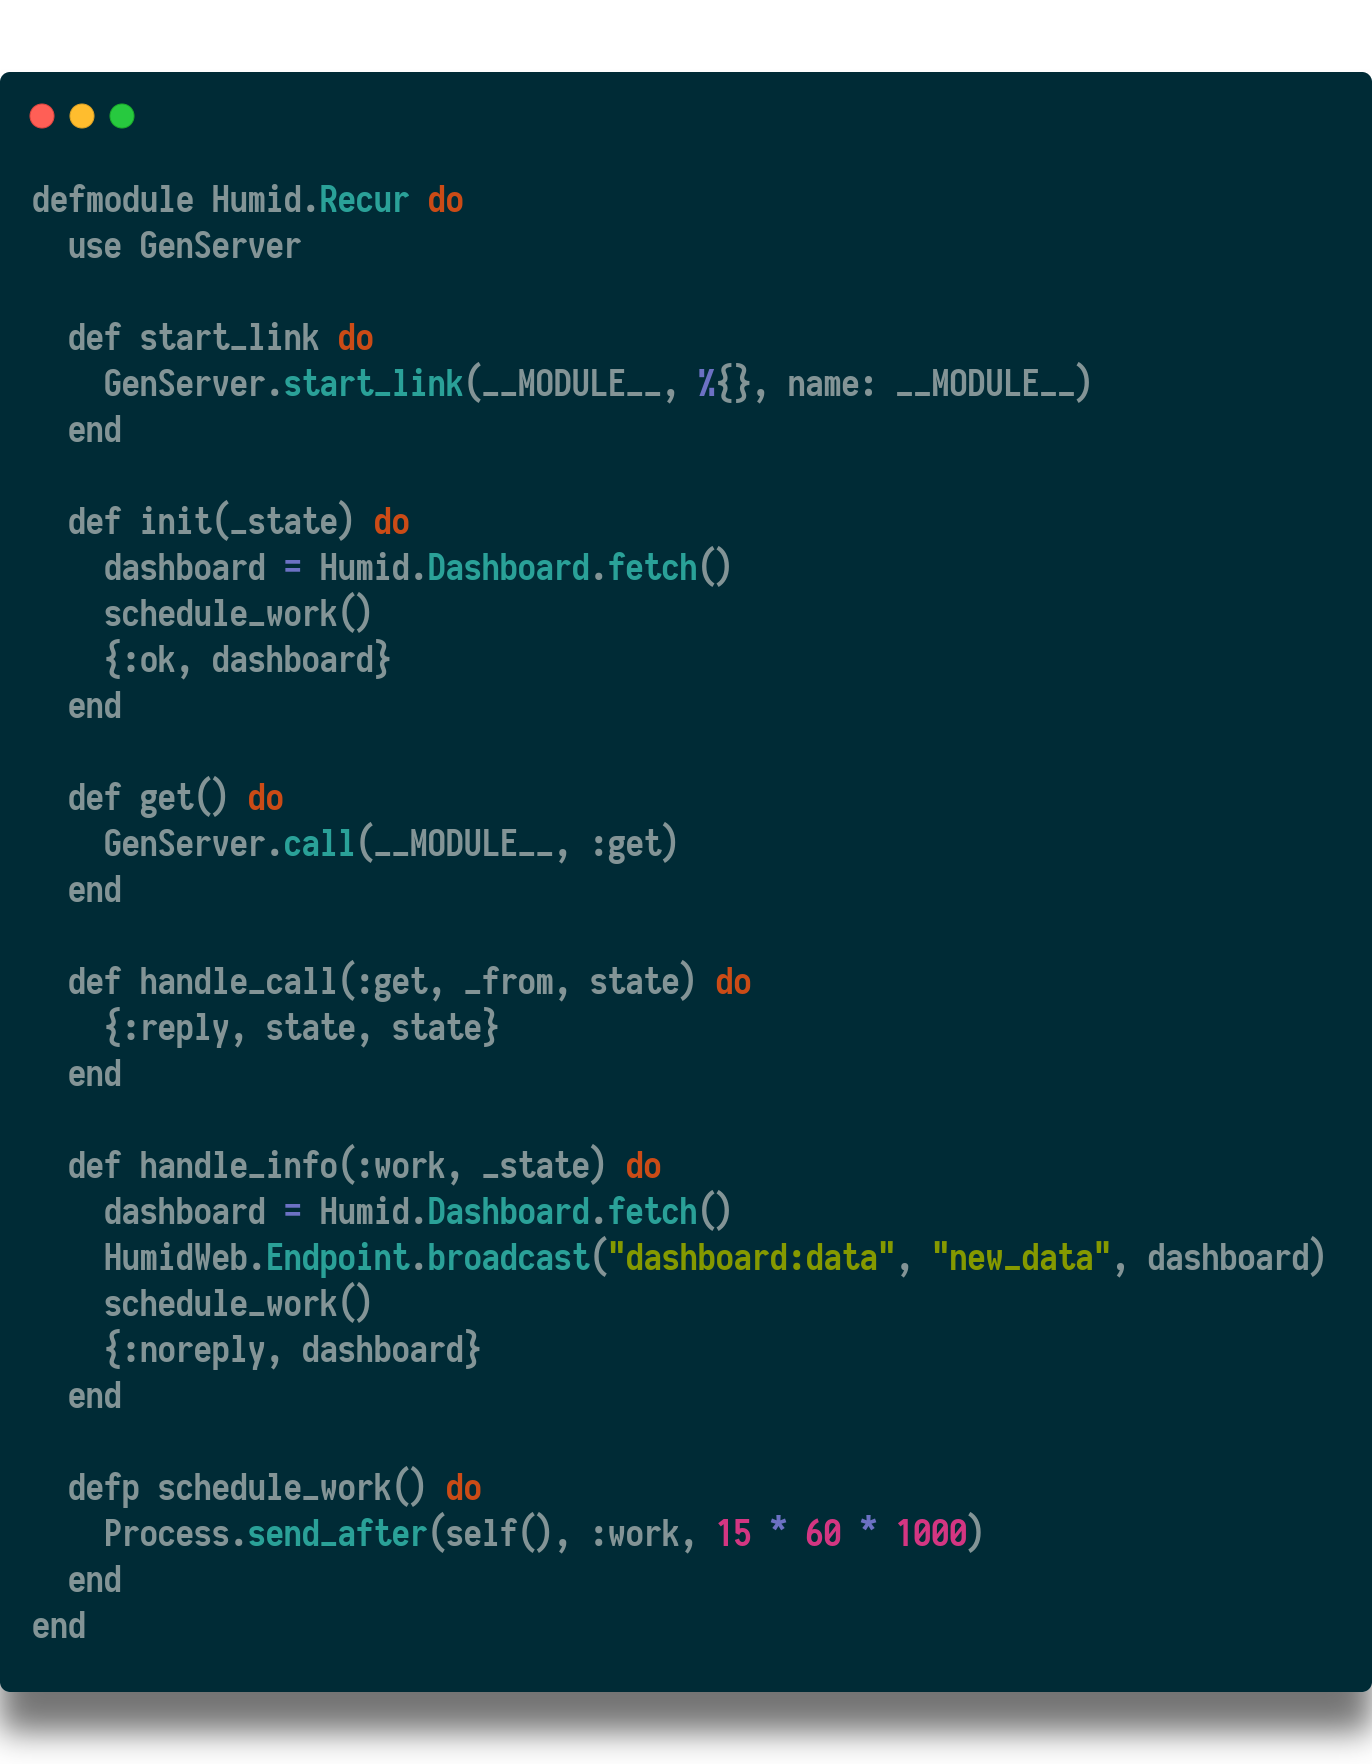 defmodule Humid.Recur do
  use GenServer

  def start_link do
    GenServer.start_link(__MODULE__, %{}, name: __MODULE__)
  end

  def init(_state) do
    dashboard = Humid.Dashboard.fetch()
    schedule_work()
    {:ok, dashboard}
  end

  def get() do
    GenServer.call(__MODULE__, :get)
  end

  def handle_call(:get, _from, state) do
    {:reply, state, state}
  end

  def handle_info(:work, _state) do
    dashboard = Humid.Dashboard.fetch()
    HumidWeb.Endpoint.broadcast("dashboard:data", "new_data", dashboard)
    schedule_work()
    {:noreply, dashboard}
  end

  defp schedule_work() do
    Process.send_after(self(), :work, 15 * 60 * 1000)
  end
end